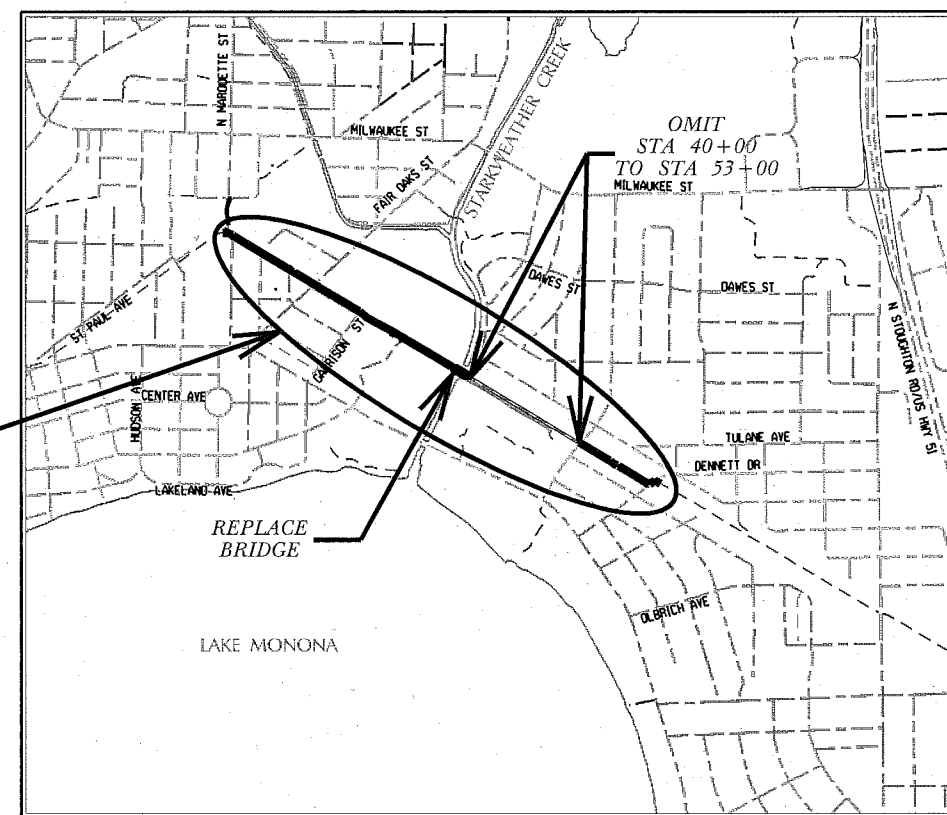 N MARQUETTE ST
MILWAUKEE ST
FAIR OAKS ST
STARKWEATHER CREEK
OMIT
STA 40+00
TO STA 53+00
MILWAUKEE ST
DAWES ST
DAWES ST
N STOUGHTON RD/US HWY 51
ST PAUL AVE
GARRISON ST
HUDSON AVE
CENTER AVE
LAKELAND AVE
TULANE AVE
DENNETT DR
REPLACE
BRIDGE
OLBRICH AVE
LAKE MONONA